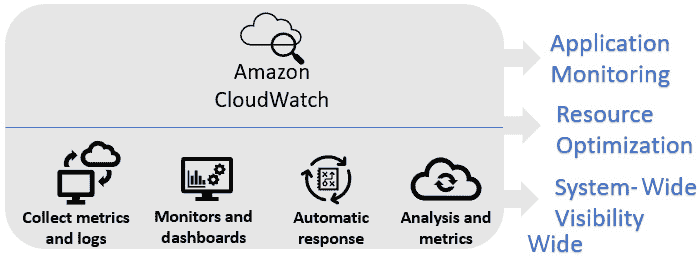 Amazon
CloudWatch
Collect metrics
and logs
Monitors and
dashboards
Automatic
response
Analysis and
metrics
Application
Monitoring
Resource
Optimization
System- Wide
Visibility
Wide